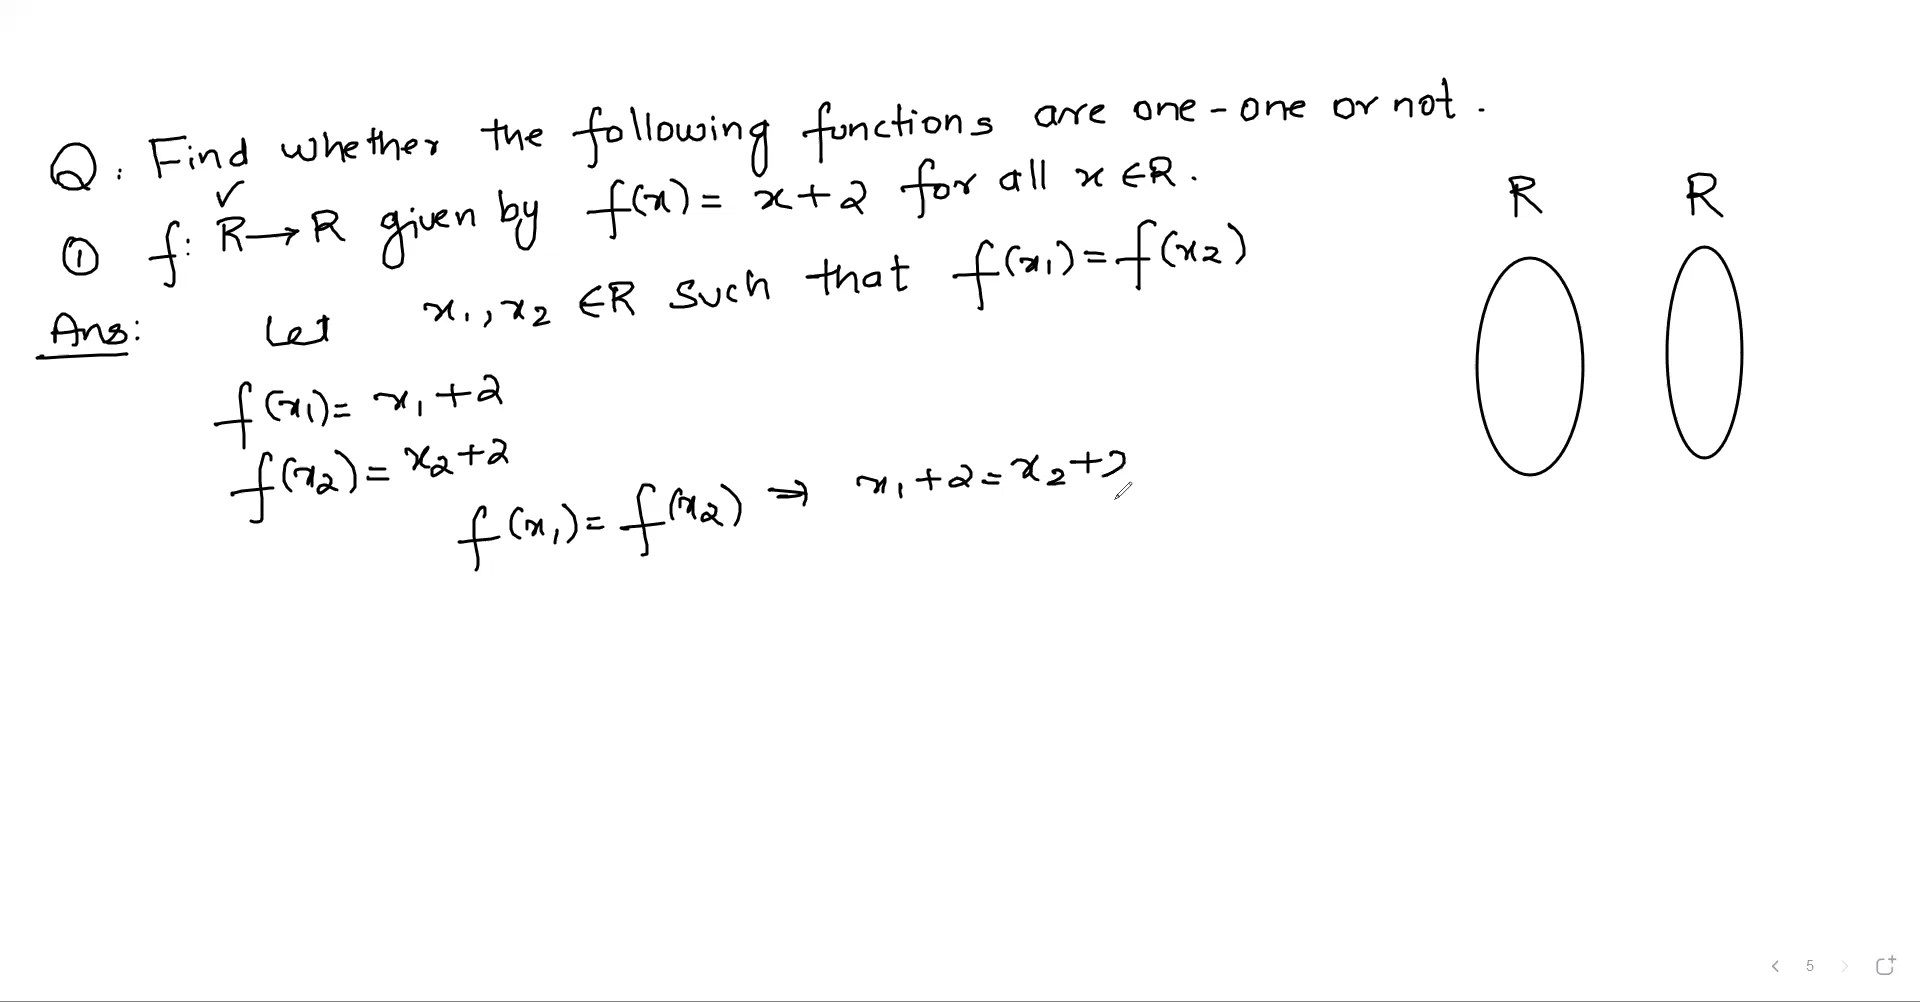 Q. Find whether the following functions are one-one or not.
① f: R→R given by f(x) = x+2 for all x ∈R.
Ans: Let x₁, x₂ ∈R such that f(x₁)=f(x₂)
f(x₁)= x₁+2
f(x₂)= x₂+2
f(x₁)= f(x₂) ⇒ x₁+2=x₂+2
R R
5